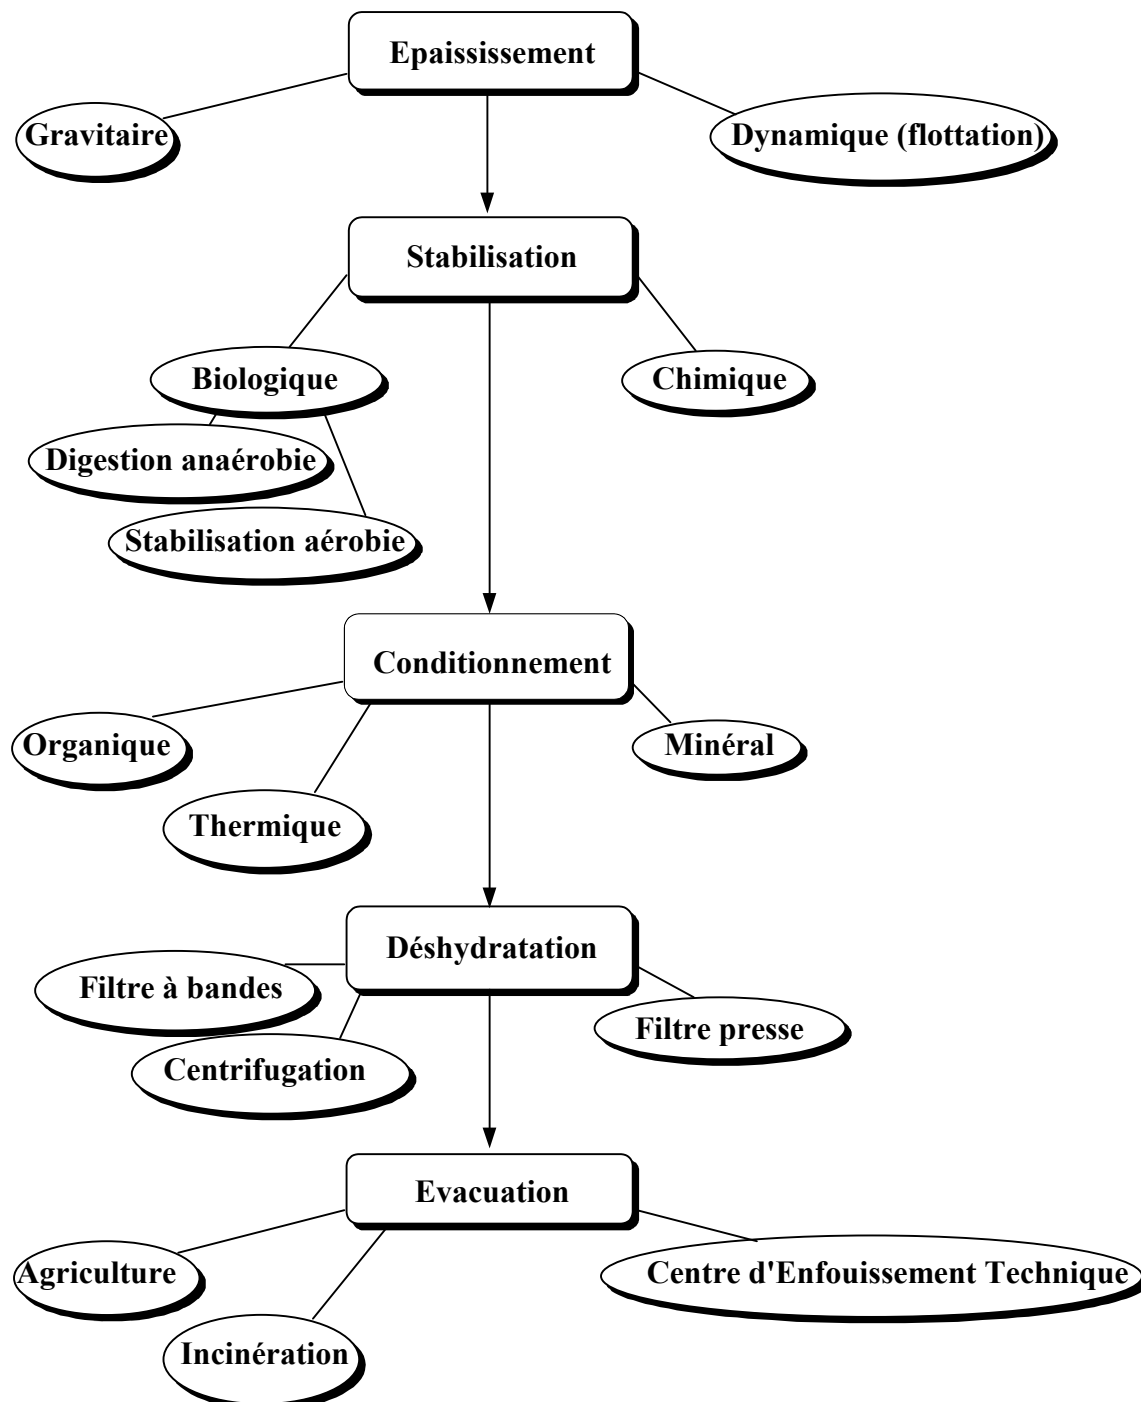 Epaississement
Gravitaire
Dynamique (flottation)
Stabilisation
Biologique
Chimique
Digestion anaérobie
Stabilisation aérobie
Conditionnement
Organique
Minéral
Thermique
Déshydratation
Filtre à bandes
Filtre presse
Centrifugation
Evacuation
Agriculture
Centre d'Enfouissement Technique
Incinération